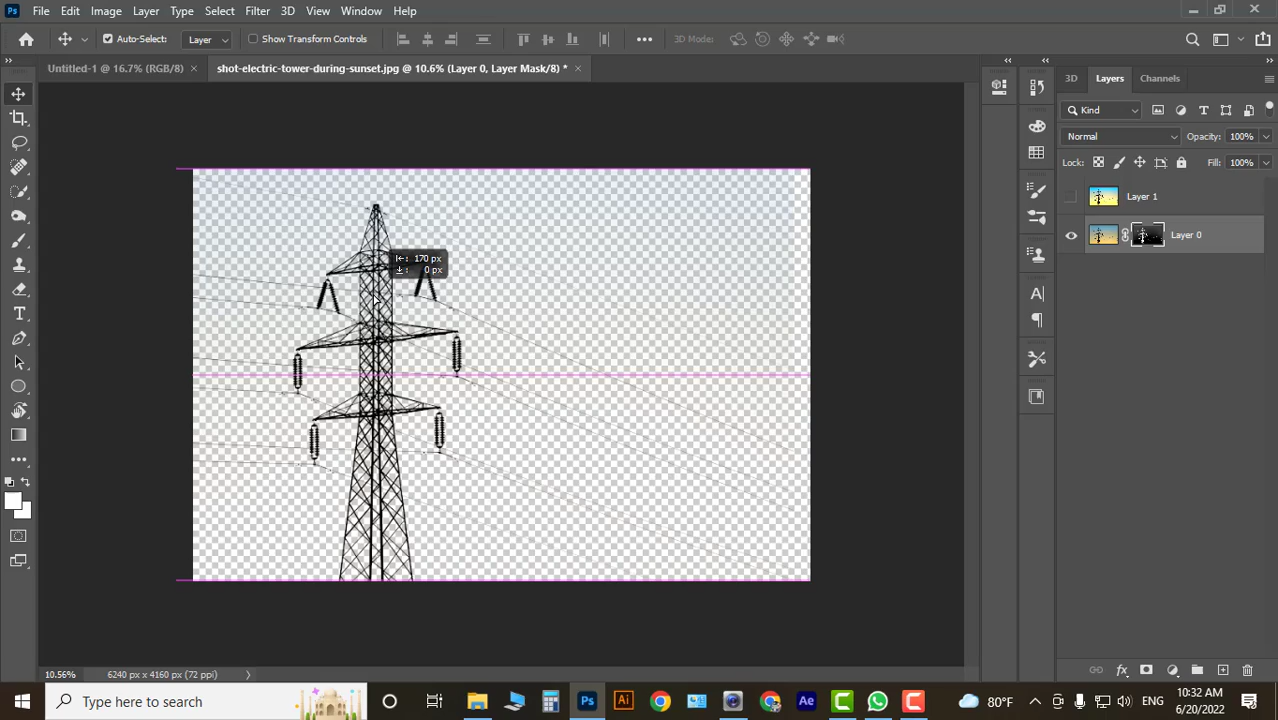 Ps File Edit Image Layer Type Select Filter 3D View Window Help
Auto-Select: Layer Show Transform Controls 3D Mode:
Untitled-1 @ 16.7% (RGB/8) × shot-electric-tower-during-sunset.jpg @ 10.6% (Layer 0, Layer Mask/8) * ×
3D Layers Channels
Kind
Normal Opacity: 100%
Lock: Fill: 100%
Layer 1
Layer 0
170 px
0 px
10.56% 6240 px x 4160 px (72 ppi)
Type here to search Ps Ai Ae 80°F ENG 10:32 AM
6/20/2022